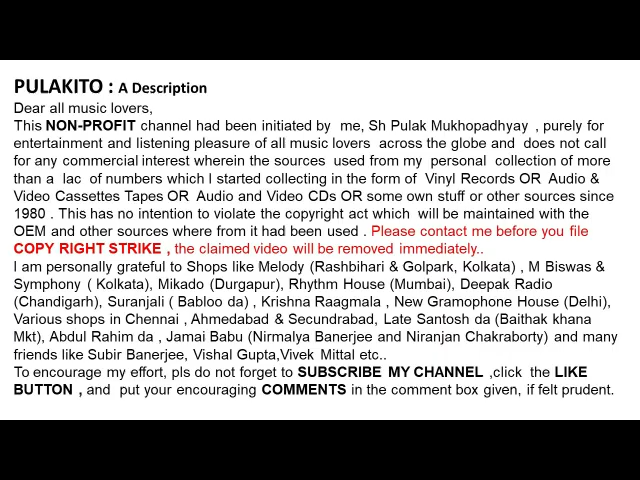 PULAKITO : A Description
Dear all music lovers,
This NON-PROFIT channel had been initiated by me, Sh Pulak Mukhopadhyay , purely for
entertainment and listening pleasure of all music lovers across the globe and does not call
for any commercial interest wherein the sources used from my personal collection of more
than a lac of numbers which I started collecting in the form of Vinyl Records OR Audio &
Video Cassettes Tapes OR Audio and Video CDs OR some own stuff or other sources since
1980 . This has no intention to violate the copyright act which will be maintained with the
OEM and other sources where from it had been used . Please contact me before you file
COPY RIGHT STRIKE , the claimed video will be removed immediately..
I am personally grateful to Shops like Melody (Rashbihari & Golpark, Kolkata) , M Biswas &
Symphony ( Kolkata), Mikado (Durgapur), Rhythm House (Mumbai), Deepak Radio
(Chandigarh), Suranjali ( Babloo da) , Krishna Raagmala , New Gramophone House (Delhi),
Various shops in Chennai , Ahmedabad & Secundrabad, Late Santosh da (Baithak khana
Mkt), Abdul Rahim da , Jamai Babu (Nirmalya Banerjee and Niranjan Chakraborty) and many
friends like Subir Banerjee, Vishal Gupta,Vivek Mittal etc..
To encourage my effort, pls do not forget to SUBSCRIBE MY CHANNEL ,click the LIKE
BUTTON , and put your encouraging COMMENTS in the comment box given, if felt prudent.